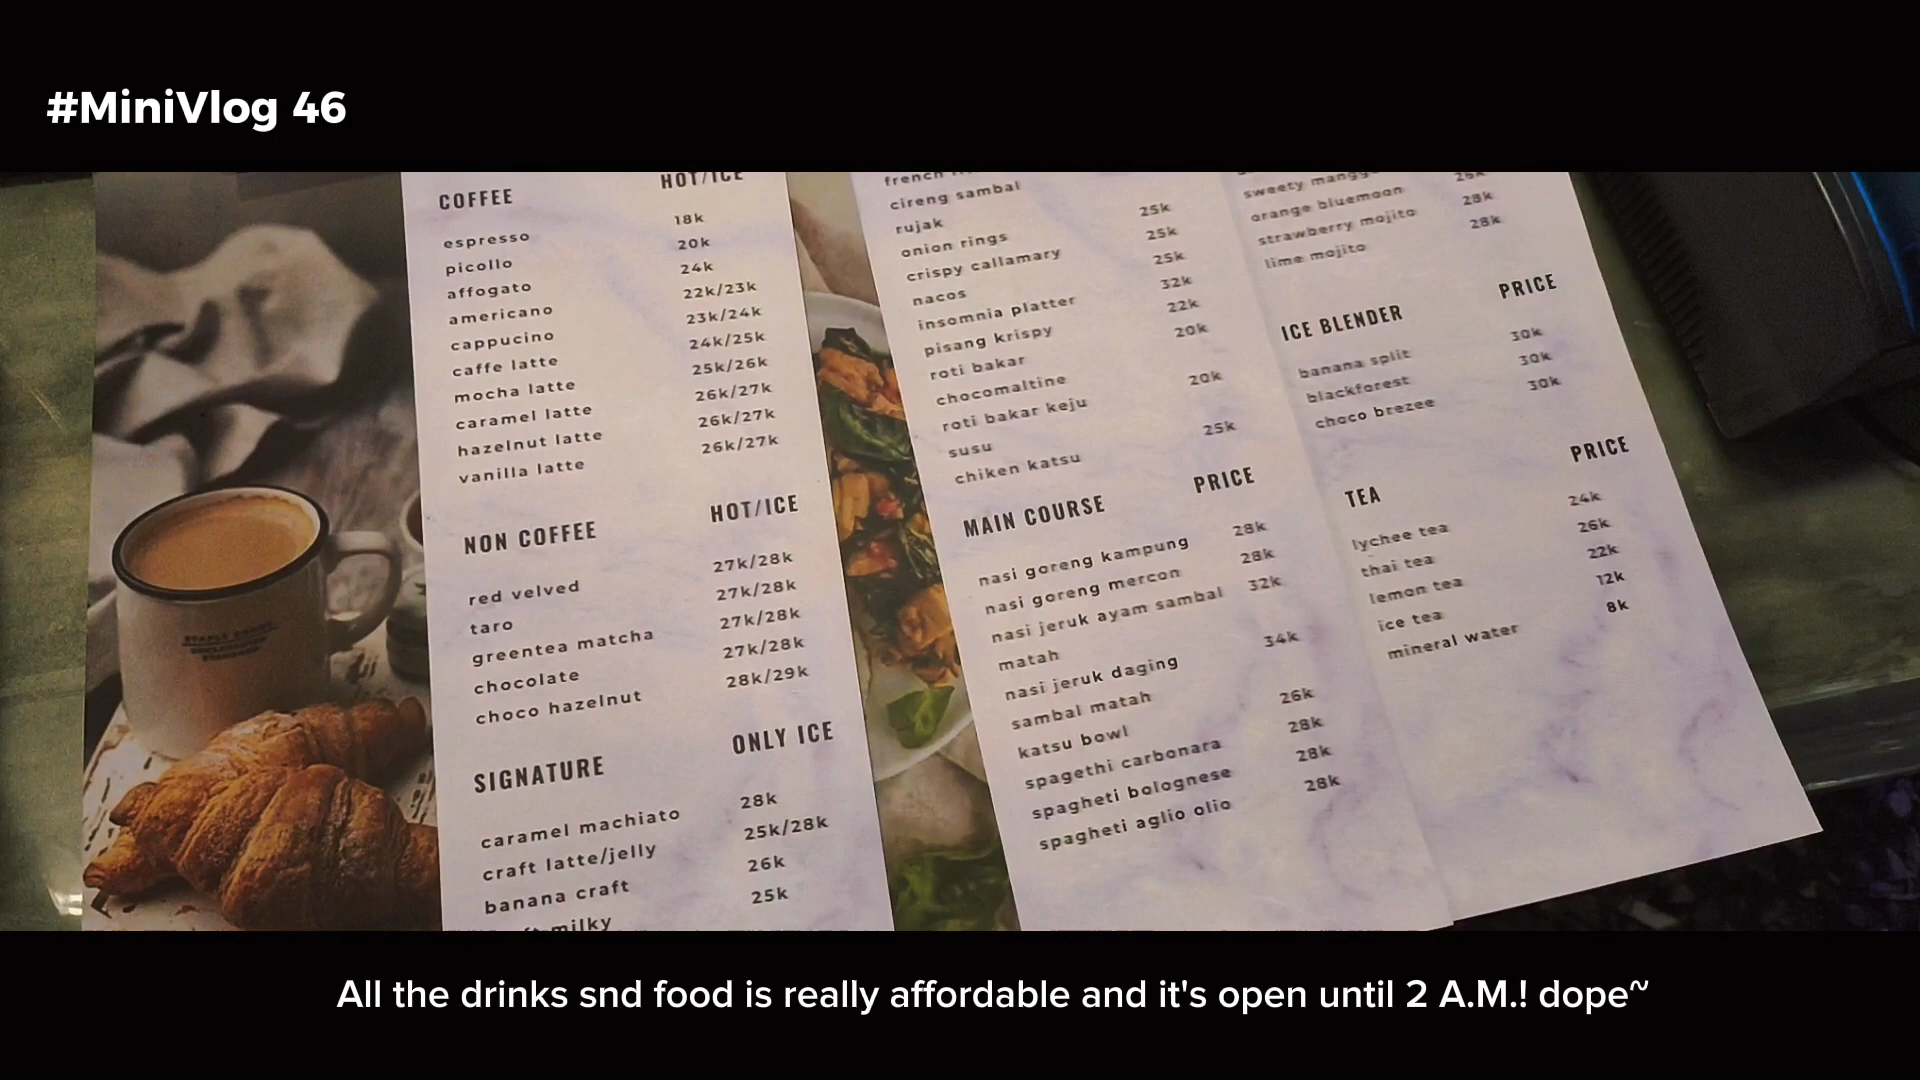 #MiniVlog 46
COFFEE HOT/ICE
espresso 18k
picollo 20k
affogato 24k
americano 22k/23k
cappucino 23k/24k
caffe latte 24k/25k
mocha latte 25k/26k
caramel latte 26k/27k
hazelnut latte 26k/27k
vanilla latte 26k/27k
NON COFFEE HOT/ICE
red velved 27k/28k
taro 27k/28k
greentea matcha 27k/28k
chocolate 27k/28k
choco hazelnut 28k/29k
SIGNATURE ONLY ICE
caramel machiato 28k
craft latte/jelly 25k/28k
banana craft 26k
milky 25k
french
cireng sambal
rujak
onion rings 25k
crispy callamary 25k
nacos 25k
insomnia platter 32k
pisang krispy 22k
roti bakar 20k
chocomaltine
roti bakar keju 20k
susu
chiken katsu 25k
MAIN COURSE PRICE
nasi goreng kampung 28k
nasi goreng mercon 28k
nasi jeruk ayam sambal 32k
matah
nasi jeruk daging 34k
sambal matah
katsu bowl 26k
spagethi carbonara 28k
spagheti bolognese 28k
spagheti aglio olio 28k
sweety
orange bluemoon 26k
strawberry mojito 28k
lime mojito 28k
ICE BLENDER PRICE
banana split 30k
blackforest 30k
choco brezee 30k
TEA PRICE
lychee tea 24k
thai tea 26k
lemon tea 22k
ice tea 12k
mineral water 8k
All the drinks snd food is really affordable and it's open until 2 A.M.! dope~